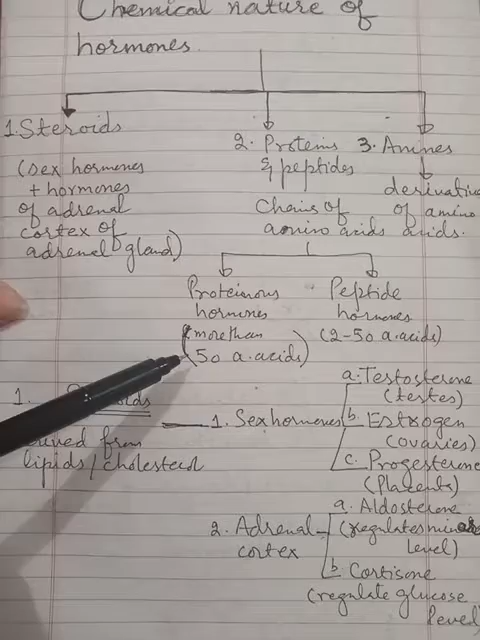 Chemical nature of
hormones.
1. Steroids
(sex hormones
+ hormones
of adrenal
cortex of
adrenal gland)
2. Proteins
& peptides
Chains of
amino acids
3. Amines
derivative
of amino
acids.
Proteinous
hormones
(more than
50 a.acids)
Peptide
hormones
(2-50 a.acids)
1.
from
lipids/cholesterol
1. Sex hormones
a. Testosterone
(testes)
b. Estrogen
(ovaries)
c. Progesterone
(Placenta)
2. Adrenal
cortex
a. Aldosterone
(regulates
level)
b. Cortisone
(regulate glucose
level)